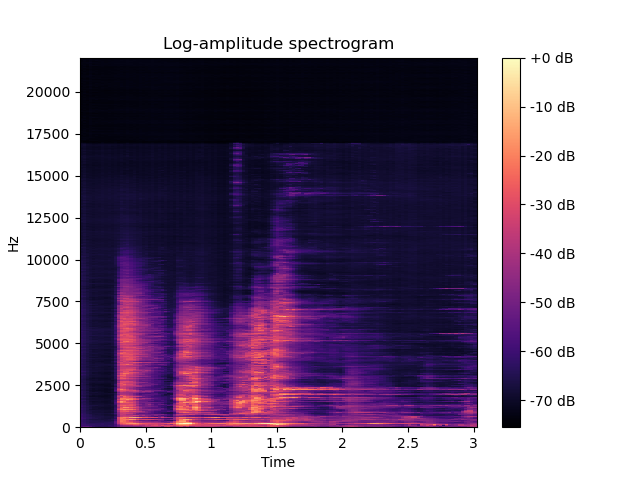 Log-amplitude spectrogram
Hz
20000
17500
15000
12500
10000
7500
5000
2500
0
0
0.5
1
1.5
2
2.5
3
Time
+0 dB
-10 dB
-20 dB
-30 dB
-40 dB
-50 dB
-60 dB
-70 dB